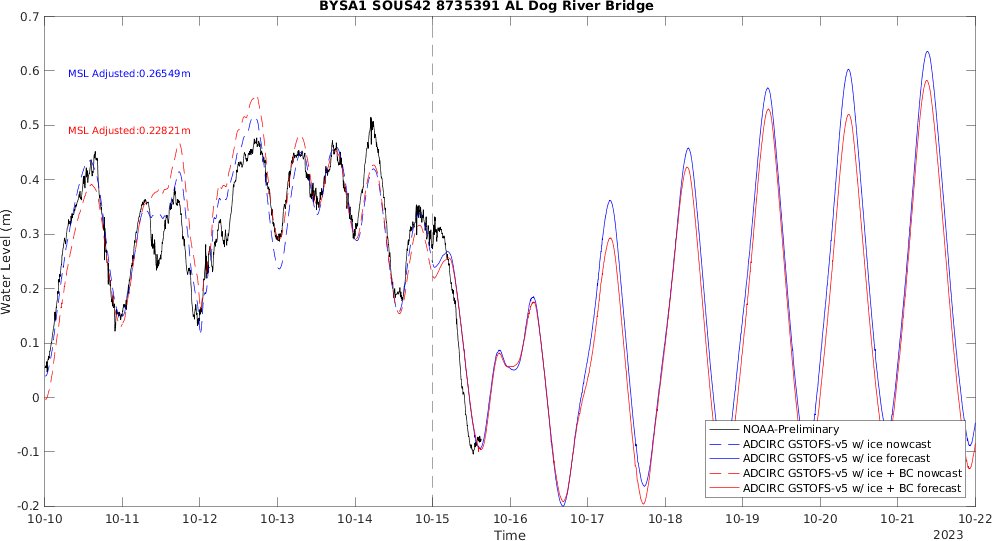 BYSA1 SOUS42 8735391 AL Dog River Bridge
0.7
0.6
0.5
0.4
0.3
0.2
0.1
0
-0.1
-0.2
Water Level (m)
MSL Adjusted:0.26549m
MSL Adjusted:0.22821m
NOAA-Preliminary
ADCIRC GSTOFS-v5 w/ ice nowcast
ADCIRC GSTOFS-v5 w/ ice forecast
ADCIRC GSTOFS-v5 w/ ice + BC nowcast
ADCIRC GSTOFS-v5 w/ ice + BC forecast
10-10 10-11 10-12 10-13 10-14 10-15 10-16 10-17 10-18 10-19 10-20 10-21 10-22
Time
2023